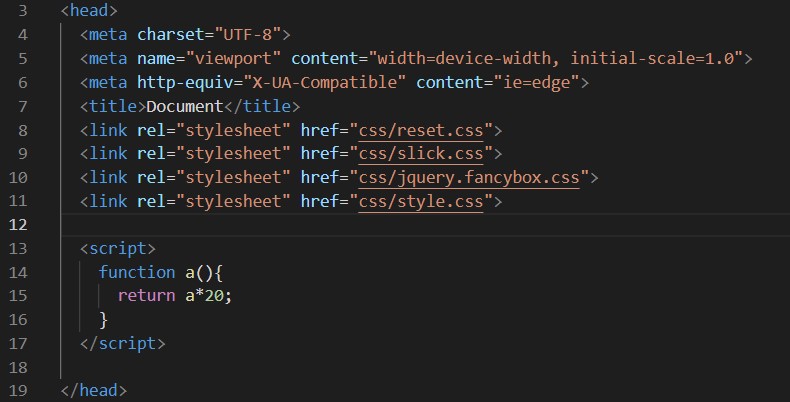 3 <head>
4 <meta charset="UTF-8">
5 <meta name="viewport" content="width=device-width, initial-scale=1.0">
6 <meta http-equiv="X-UA-Compatible" content="ie=edge">
7 <title>Document</title>
8 <link rel="stylesheet" href="css/reset.css">
9 <link rel="stylesheet" href="css/slick.css">
10 <link rel="stylesheet" href="css/jquery.fancybox.css">
11 <link rel="stylesheet" href="css/style.css">
12
13 <script>
14 function a(){
15 return a*20;
16 }
17 </script>
18
19 </head>